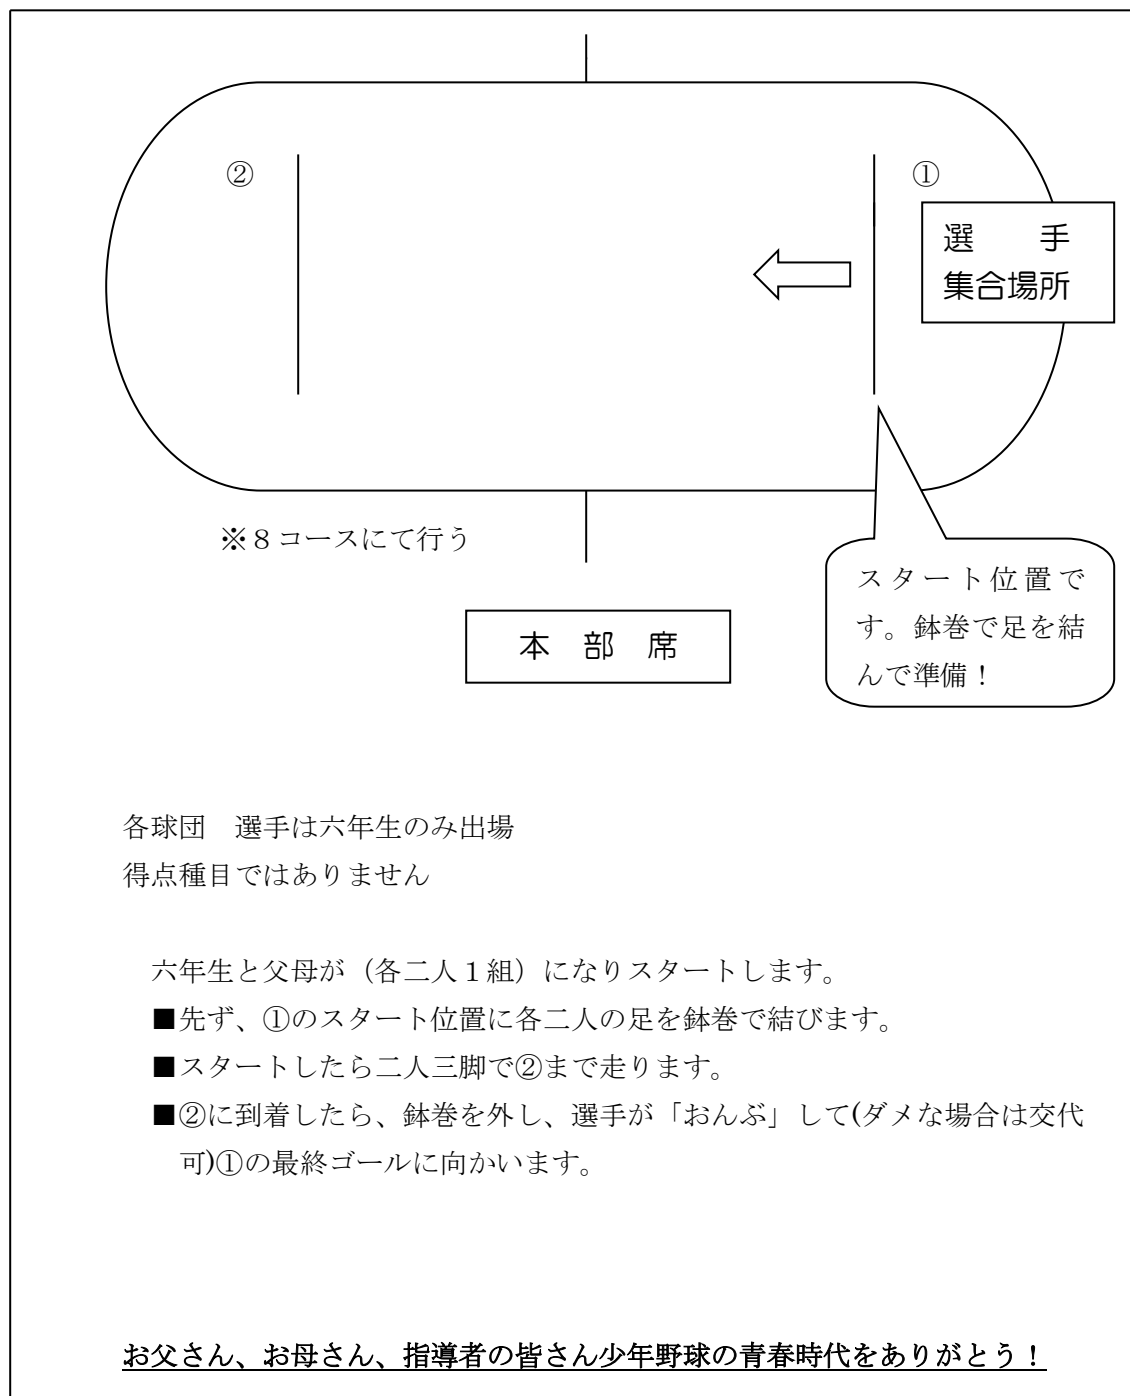 ②
①
選　　手
集合場所
※８コースにて行う
スタート位置で
す。鉢巻で足を結
んで準備！
本　部　席
各球団　選手は六年生のみ出場
得点種目ではありません
六年生と父母が（各二人１組）になりスタートします。
■先ず、①のスタート位置に各二人の足を鉢巻で結びます。
■スタートしたら二人三脚で②まで走ります。
■②に到着したら、鉢巻を外し、選手が「おんぶ」して(ダメな場合は交代
可)①の最終ゴールに向かいます。
お父さん、お母さん、指導者の皆さん少年野球の青春時代をありがとう！